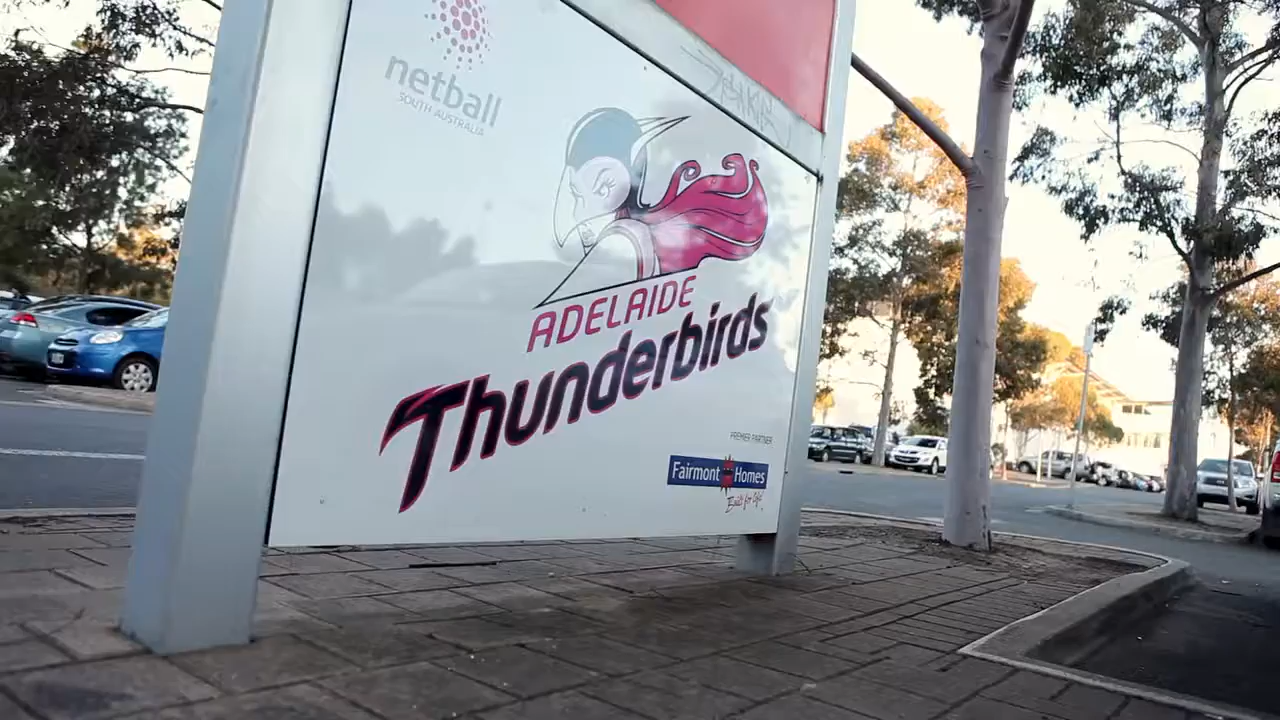 netball
SOUTH AUSTRALIA
ADELAIDE
Thunderbirds
PREMIER PARTNER
Fairmont Homes
Built for life.